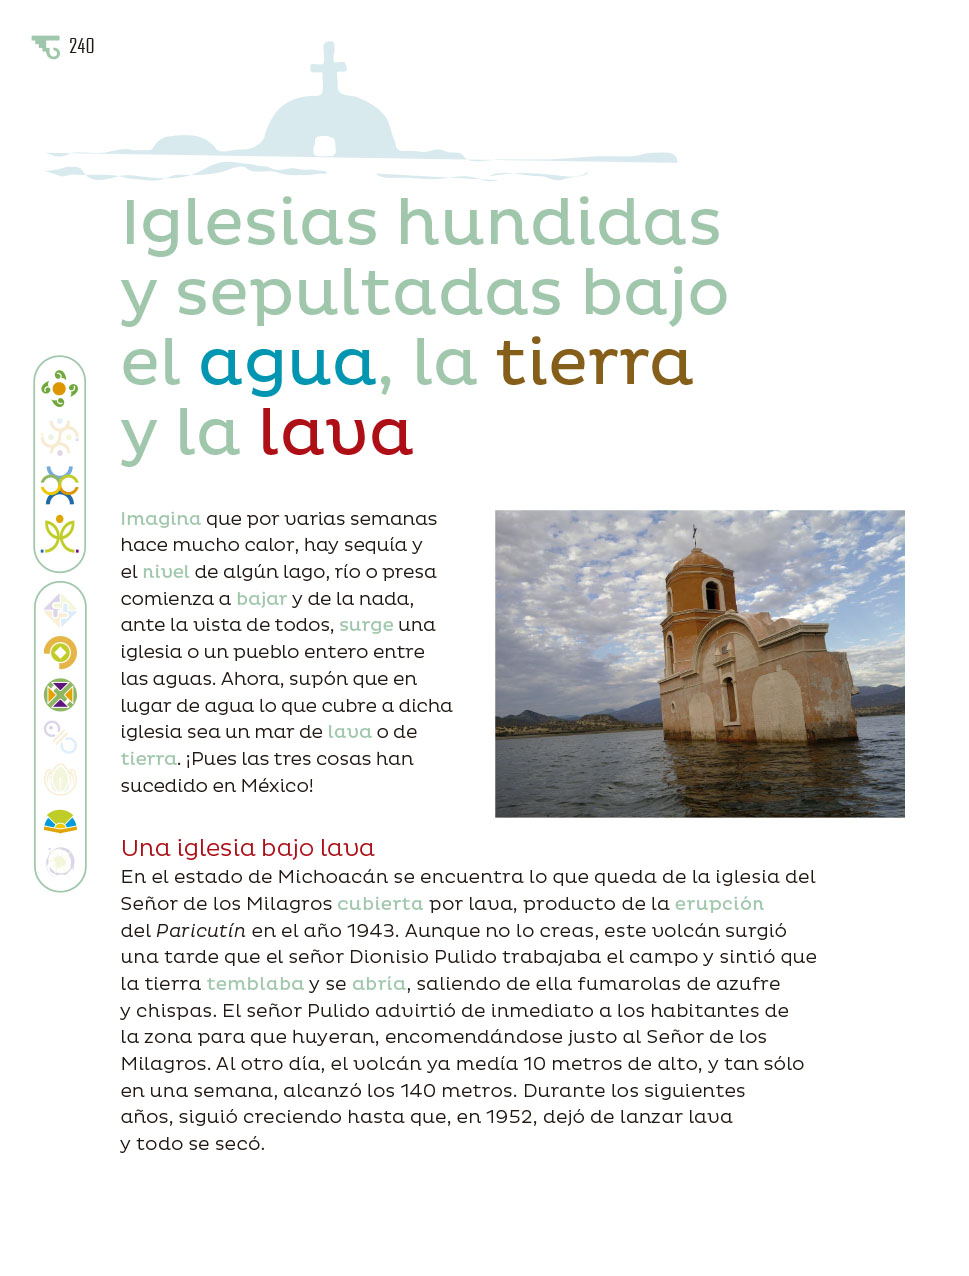 240
Iglesias hundidas
y sepultadas bajo
el agua, la tierra
y la lava
Imagina que por varias semanas
hace mucho calor, hay sequía y
el nivel de algún lago, río o presa
comienza a bajar y de la nada,
ante la vista de todos, surge una
iglesia o un pueblo entero entre
las aguas. Ahora, supón que en
lugar de agua lo que cubre a dicha
iglesia sea un mar de lava o de
tierra. ¡Pues las tres cosas han
sucedido en México!
Una iglesia bajo lava
En el estado de Michoacán se encuentra lo que queda de la iglesia del
Señor de los Milagros cubierta por lava, producto de la erupción
del Paricutín en el año 1943. Aunque no lo creas, este volcán surgió
una tarde que el señor Dionisio Pulido trabajaba el campo y sintió que
la tierra temblaba y se abría, saliendo de ella fumarolas de azufre
y chispas. El señor Pulido advirtió de inmediato a los habitantes de
la zona para que huyeran, encomendándose justo al Señor de los
Milagros. Al otro día, el volcán ya medía 10 metros de alto, y tan sólo
en una semana, alcanzó los 140 metros. Durante los siguientes
años, siguió creciendo hasta que, en 1952, dejó de lanzar lava
y todo se secó.